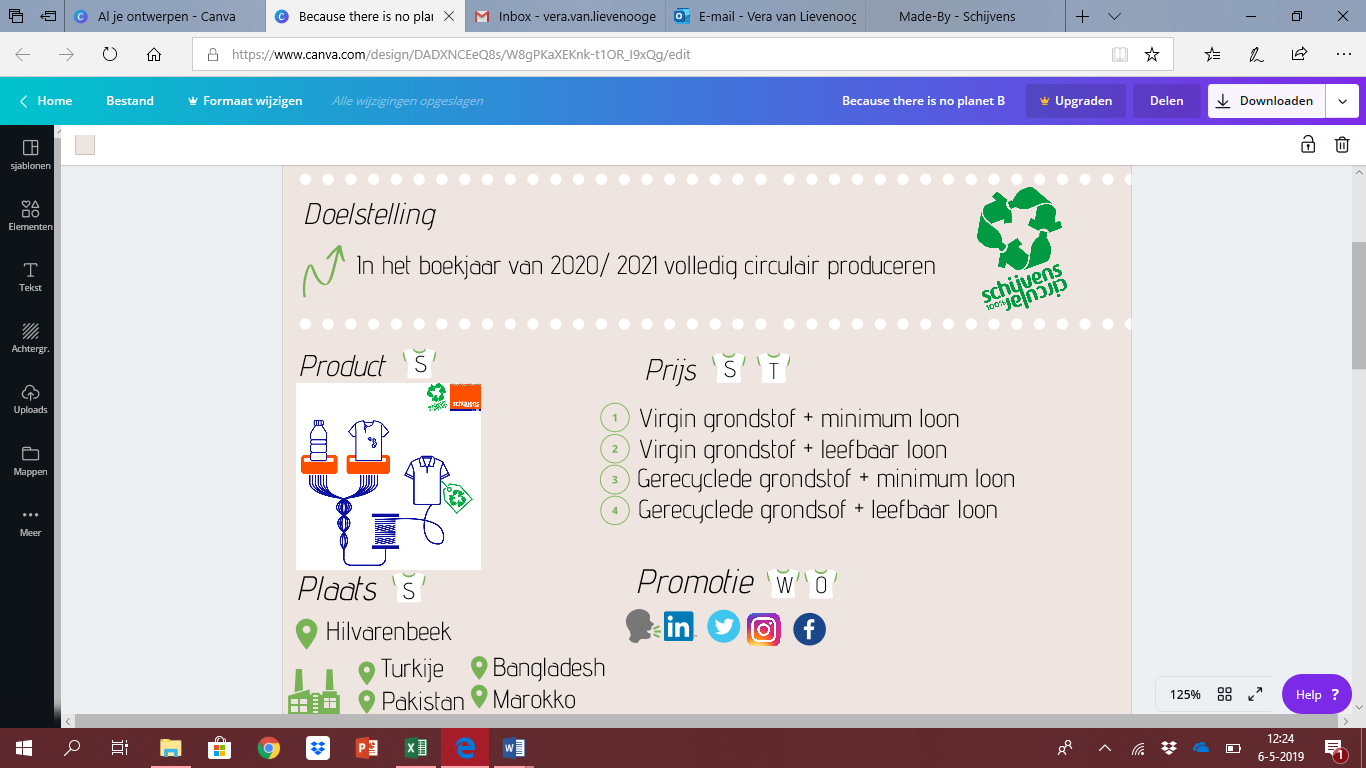 Al je ontwerpen - Canva
Because there is no plan
Inbox - vera.van.lievenooge
E-mail - Vera van Lievenoog
Made-By - Schijvens
https://www.canva.com/design/DADXNCEeQ8s/W8gPKaXEKnk-t1OR_I9xQg/edit
Home
Bestand
Formaat wijzigen
Alle wijzigingen opgeslagen
Because there is no planet B
Upgraden
Delen
Downloaden
sjablonen
Elementen
Tekst
Achtergr.
Uploads
Mappen
Meer
Doelstelling
In het boekjaar van 2020/ 2021 volledig circulair produceren
schijvens
100% circulair
Product S
schijvens
Prijs S T
1 Virgin grondstof + minimum loon
2 Virgin grondstof + leefbaar loon
3 Gerecyclede grondstof + minimum loon
4 Gerecyclede grondsof + leefbaar loon
Plaats S
Hilvarenbeek
Turkije
Bangladesh
Pakistan
Marokko
Promotie W O
in
125%
Help ?
12:24
6-5-2019
1